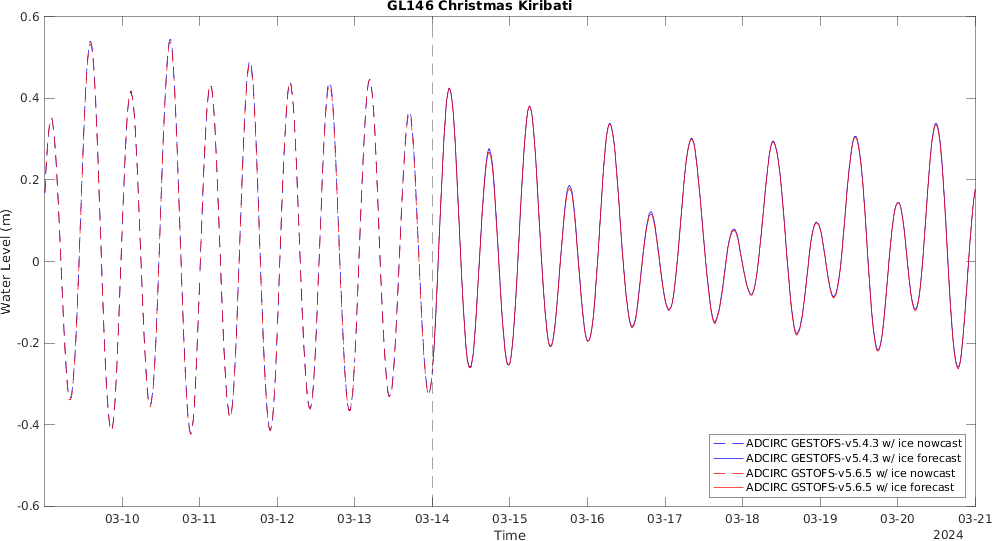 GL146 Christmas Kiribati
0.6
0.4
0.2
0
-0.2
-0.4
-0.6
Water Level (m)
ADCIRC GESTOFS-v5.4.3 w/ ice nowcast
ADCIRC GESTOFS-v5.4.3 w/ ice forecast
ADCIRC GSTOFS-v5.6.5 w/ ice nowcast
ADCIRC GSTOFS-v5.6.5 w/ ice forecast
03-10 03-11 03-12 03-13 03-14 03-15 03-16 03-17 03-18 03-19 03-20 03-21
Time
2024